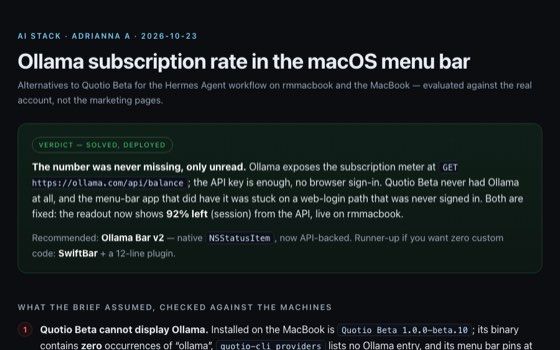 AI STACK · ADRIANNA A · 2026-10-23
Ollama subscription rate in the macOS menu bar
Alternatives to Quotio Beta for the Hermes Agent workflow on rmmacbook and the MacBook — evaluated against the real
account, not the marketing pages.
VERDICT — SOLVED, DEPLOYED
The number was never missing, only unread. Ollama exposes the subscription meter at GET
https://ollama.com/api/balance ; the API key is enough, no browser sign-in. Quotio Beta never had Ollama
at all, and the menu-bar app that did have it was stuck on a web-login path that was never signed in. Both are
fixed: the readout now shows 92% left (session) from the API, live on rmmacbook.
Recommended: Ollama Bar v2 — native NSStatusItem , now API-backed. Runner-up if you want zero custom
code: SwiftBar + a 12-line plugin.
WHAT THE BRIEF ASSUMED, CHECKED AGAINST THE MACHINES
1 Quotio Beta cannot display Ollama. Installed on the MacBook is Quotio Beta 1.0.0-beta.10 ; its binary
contains zero occurrences of “ollama”, quotio-cli providers lists no Ollama entry, and its menu bar pins at